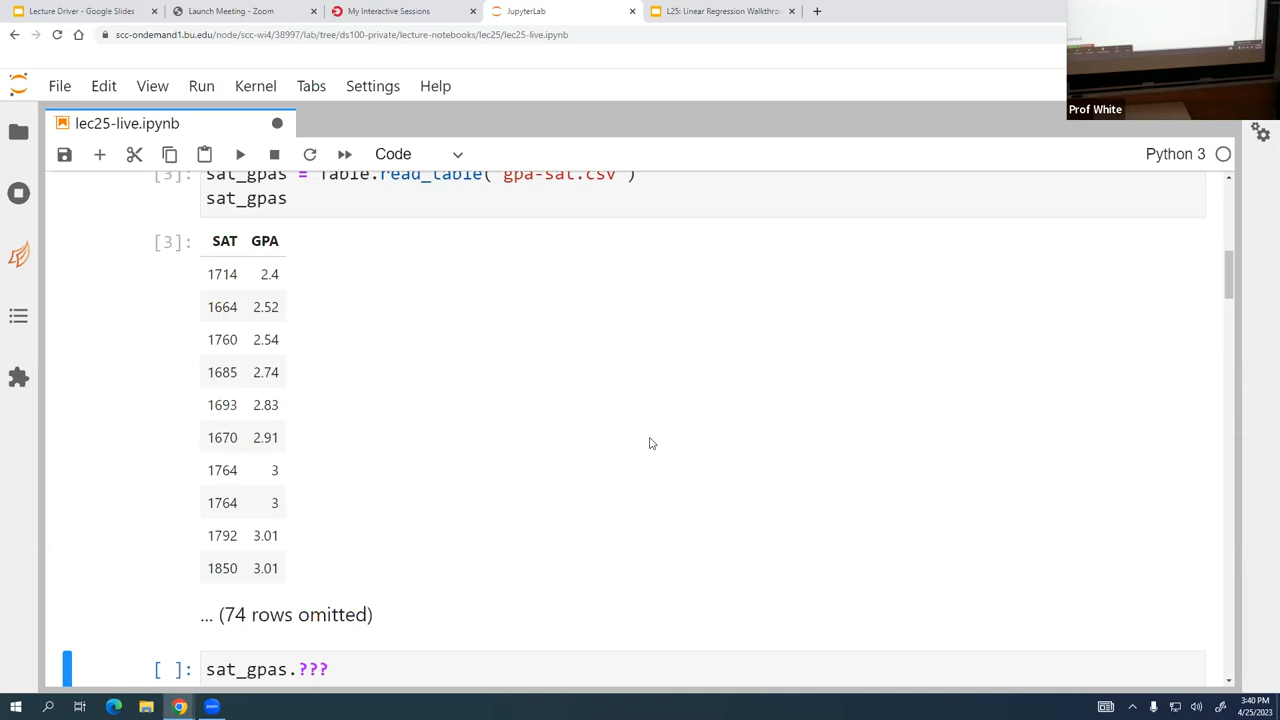 Lecture Driver - Google Slides
Launch Meeting - Zoom
My Interactive Sessions
JupyterLab
L25: Linear Regression Walkthro
scc-ondemand1.bu.edu/node/scc-wi4/38997/lab/tree/ds100-private/lecture-notebooks/lec25/lec25-live.ipynb
Prof White
File Edit View Run Kernel Tabs Settings Help
lec25-live.ipynb
Code
Python 3
[3]: sat_gpas = Table.read_table("gpa-sat.csv")
sat_gpas
[3]: SAT GPA
1714 2.4
1664 2.52
1760 2.54
1685 2.74
1693 2.83
1670 2.91
1764 3
1764 3
1792 3.01
1850 3.01
... (74 rows omitted)
[ ]: sat_gpas.???
3:40 PM
4/25/2023